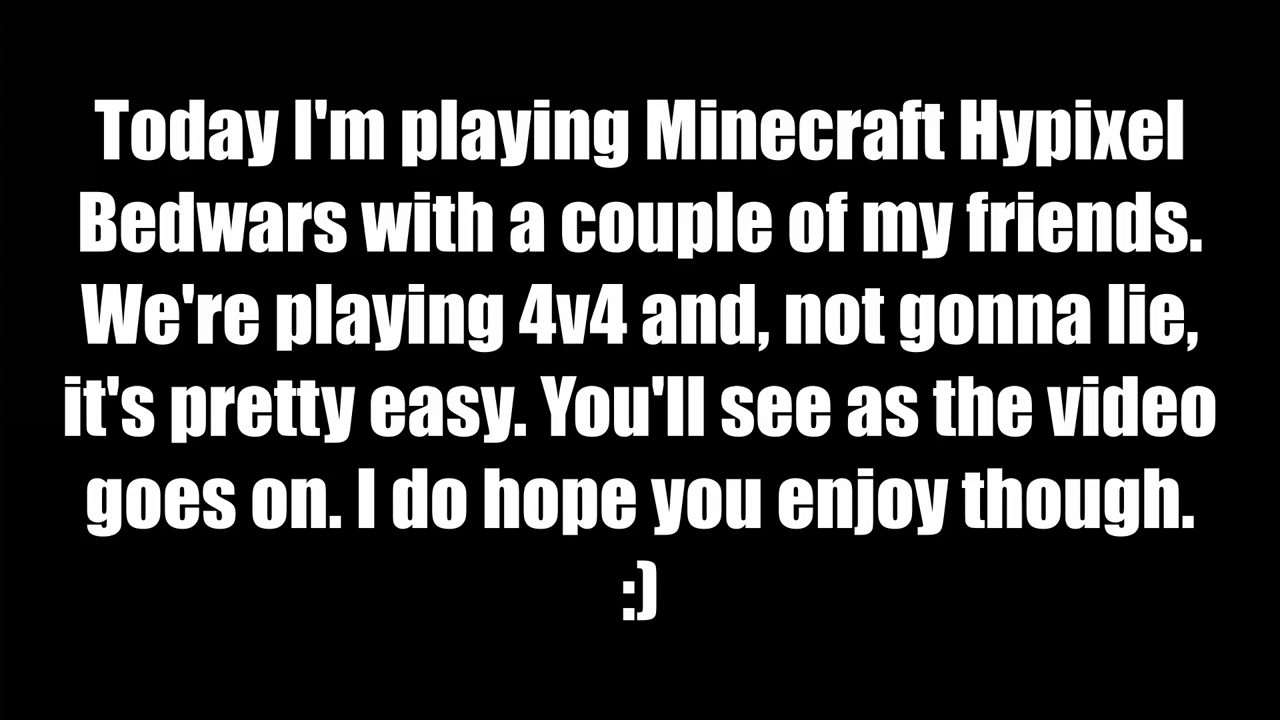 Today I'm playing Minecraft Hypixel
Bedwars with a couple of my friends.
We're playing 4v4 and, not gonna lie,
it's pretty easy. You'll see as the video
goes on. I do hope you enjoy though.
:)